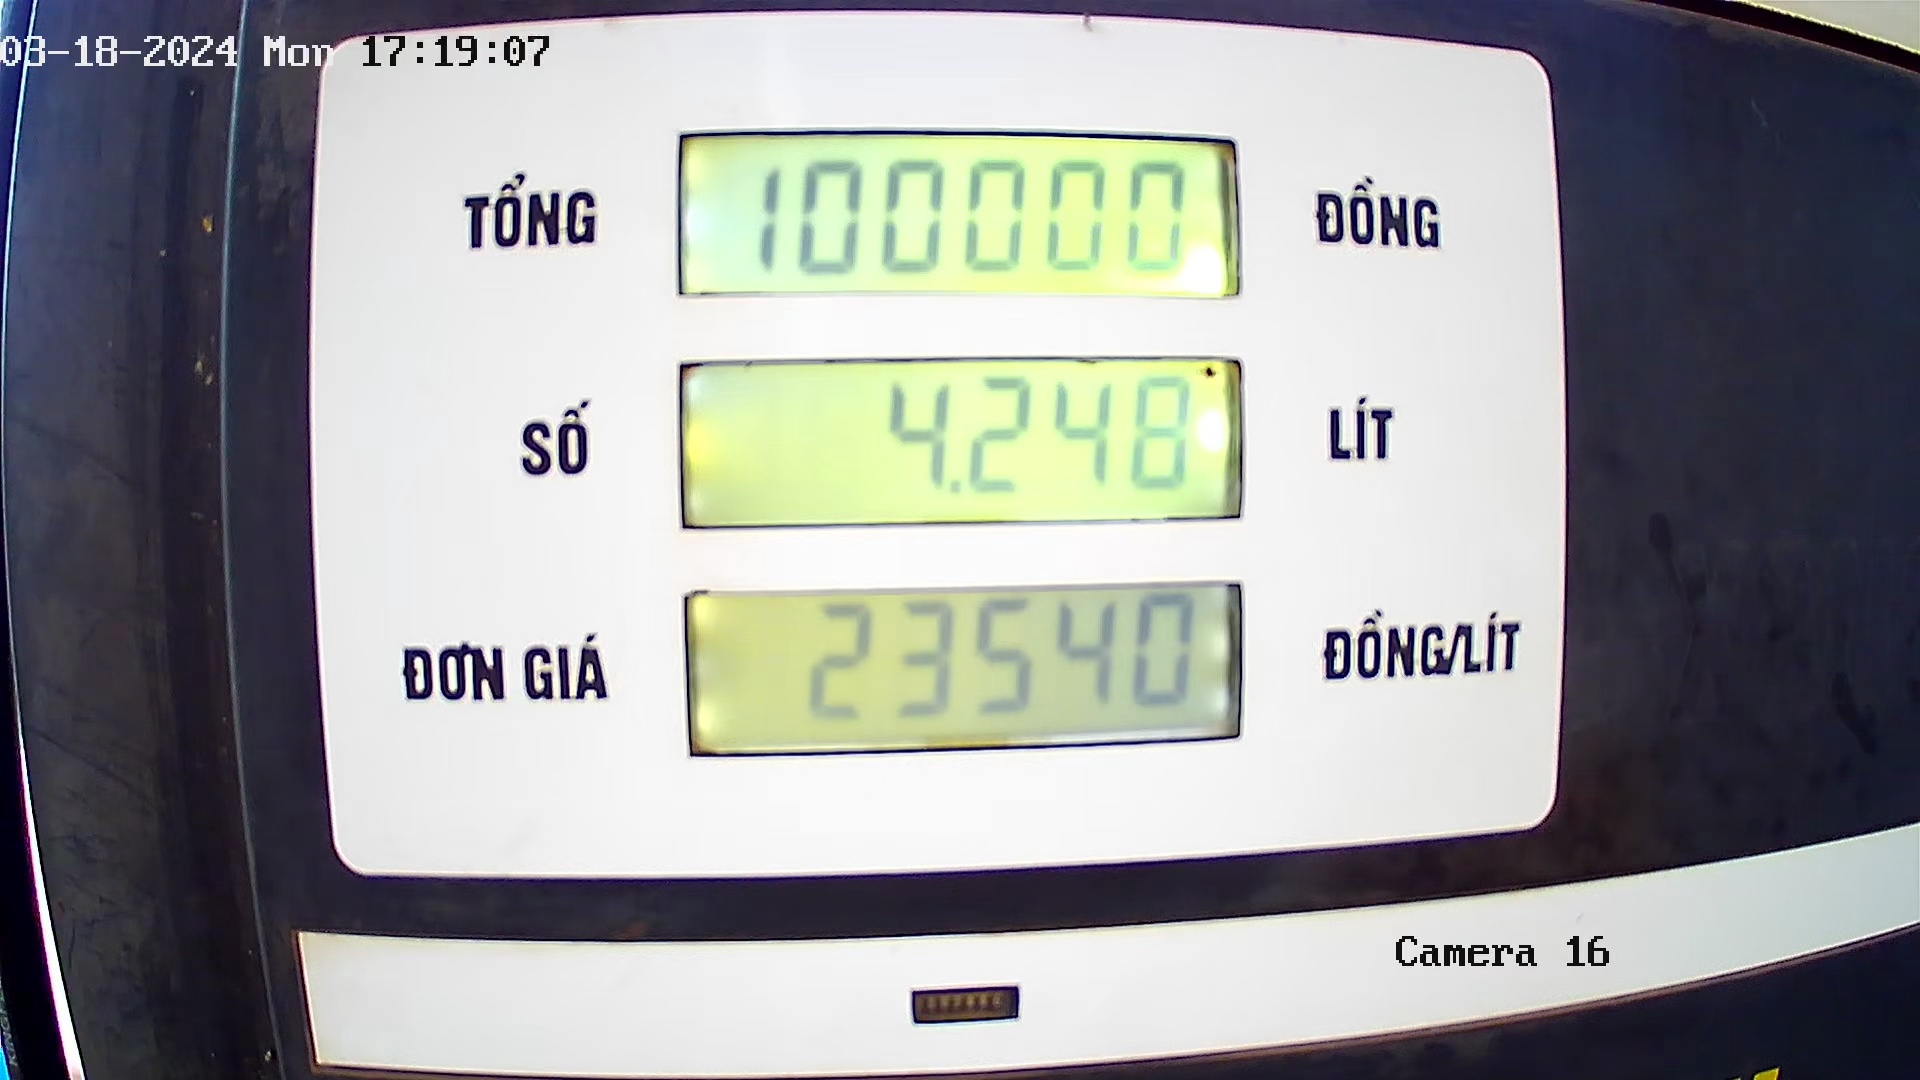 03-18-2024 Mon 17:19:07
TỔNG 100000 ĐỒNG
SỐ 4.248 LÍT
ĐƠN GIÁ 23540 ĐỒNG/LÍT
Camera 16